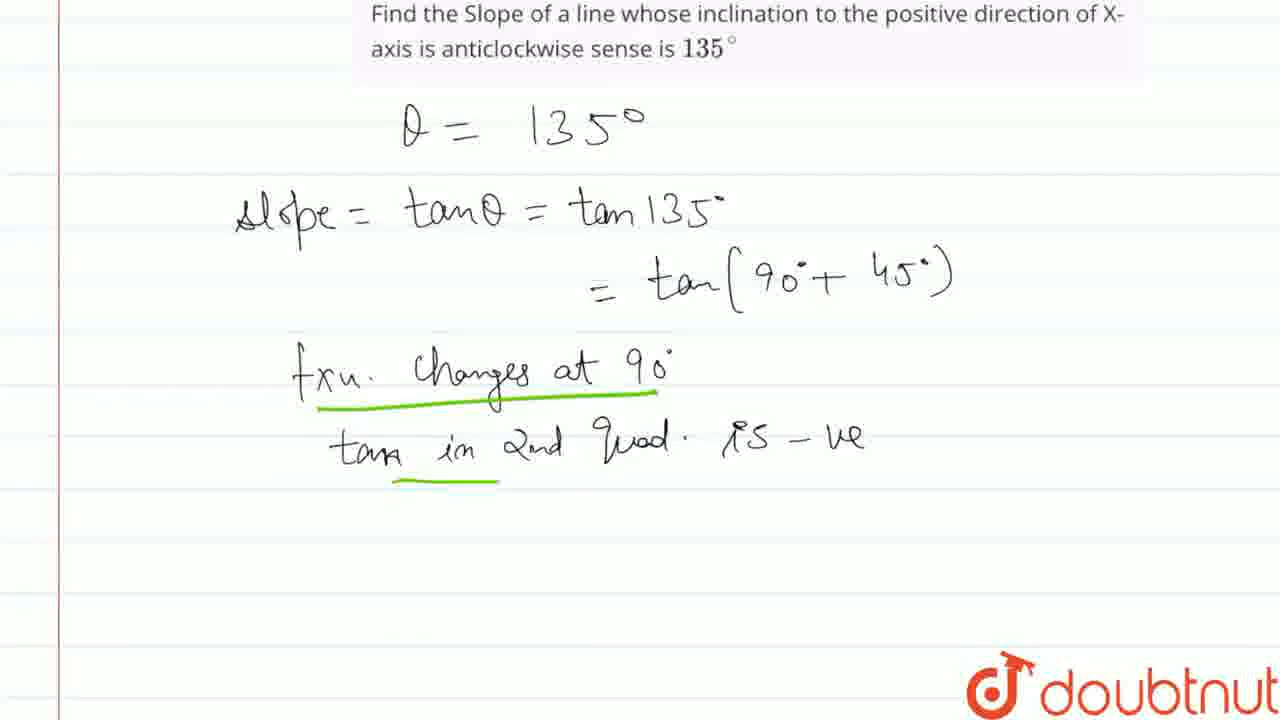 Find the Slope of a line whose inclination to the positive direction of X-
axis is anticlockwise sense is 135°
θ = 135°
slope = tanθ = tan 135°
= tan(90° + 45°)
fxn. Changes at 90°
tan in 2nd Quad. is -ve
doubtnut